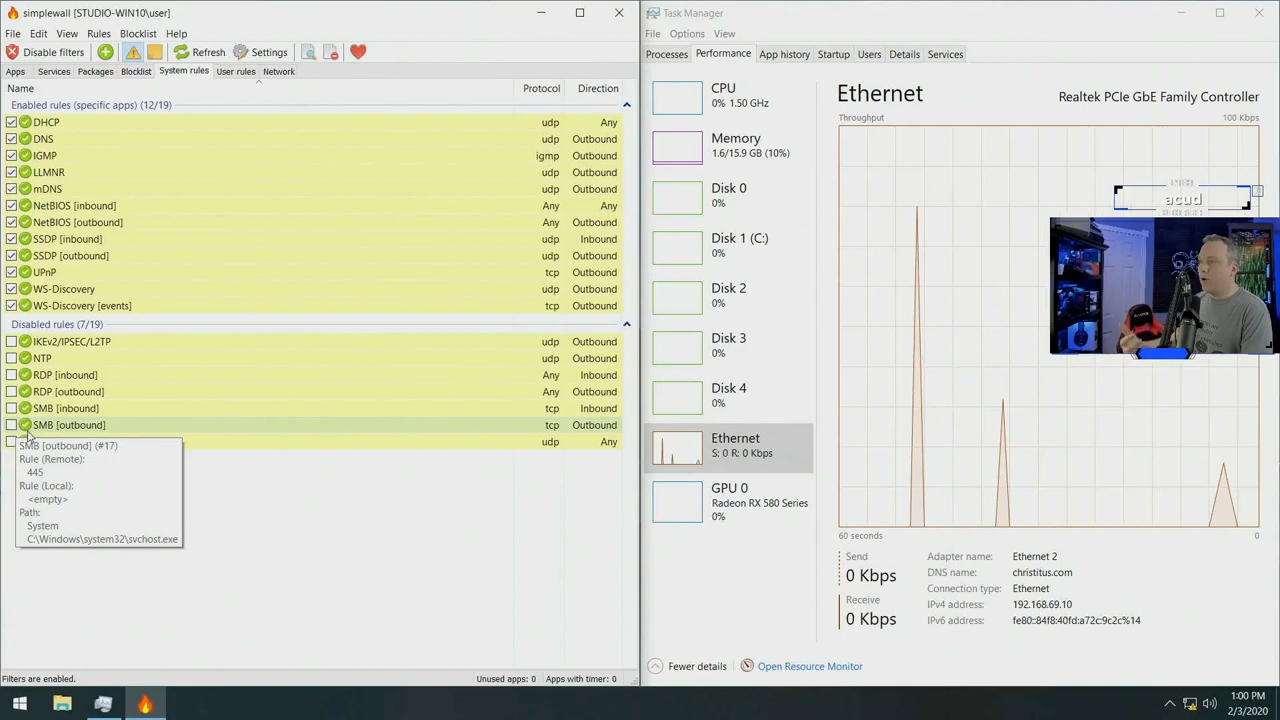 simplewall [STUDIO-WIN10\user]
File Edit View Rules Blocklist Help
Disable filters Refresh Settings
Apps Services Packages Blocklist System rules User rules Network
Name Protocol Direction
Enabled rules (specific apps) (12/19)
DHCP udp Any
DNS udp Outbound
IGMP igmp Outbound
LLMNR udp Outbound
mDNS udp Outbound
NetBIOS [inbound] Any Any
NetBIOS [outbound] Any Outbound
SSDP [inbound] udp Inbound
SSDP [outbound] udp Outbound
UPnP tcp Outbound
WS-Discovery udp Outbound
WS-Discovery [events] tcp Outbound
Disabled rules (7/19)
IKEv2/IPSEC/L2TP udp Outbound
NTP udp Outbound
RDP [inbound] Any Inbound
RDP [outbound] Any Outbound
SMB [inbound] tcp Inbound
SMB [outbound] tcp Outbound
udp Any
SMB [outbound] (#17)
Rule (Remote):
445
Rule (Local):
<empty>
Path:
System
C:\Windows\system32\svchost.exe
Filters are enabled. Unused apps: 0 Apps with timer: 0
Task Manager
File Options View
Processes Performance App history Startup Users Details Services
CPU
0% 1.50 GHz
Memory
1.6/15.9 GB (10%)
Disk 0
0%
Disk 1 (C:)
0%
Disk 2
0%
Disk 3
0%
Disk 4
0%
Ethernet
S: 0 R: 0 Kbps
GPU 0
Radeon RX 580 Series
0%
Ethernet Realtek PCIe GbE Family Controller
Throughput 100 Kbps
acud
60 seconds 0
Send
0 Kbps
Receive
0 Kbps
Adapter name: Ethernet 2
DNS name: christitus.com
Connection type: Ethernet
IPv4 address: 192.168.69.10
IPv6 address: fe80::84f8:40fd:a72c:9c2c%14
Fewer details Open Resource Monitor
1:00 PM
2/3/2020